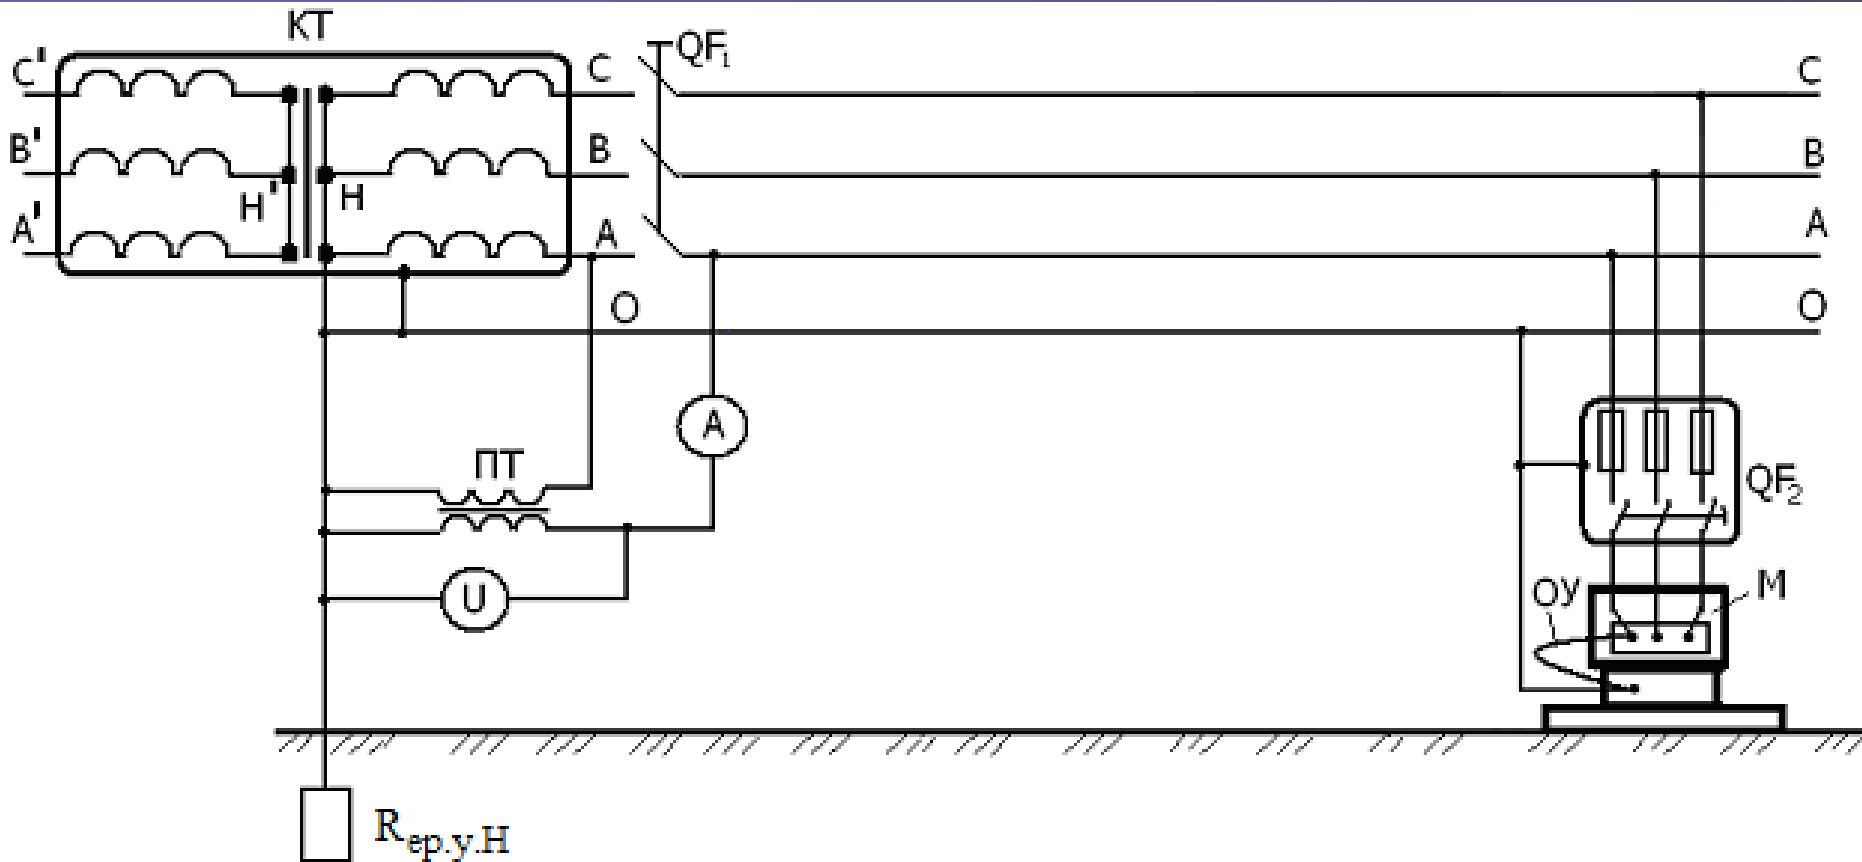 КТ
QF₁
С' С С
В' В В
Н' Н
А' А А
О О
А
ПТ
QF₂
U
ОУ М
Rер.у.Н